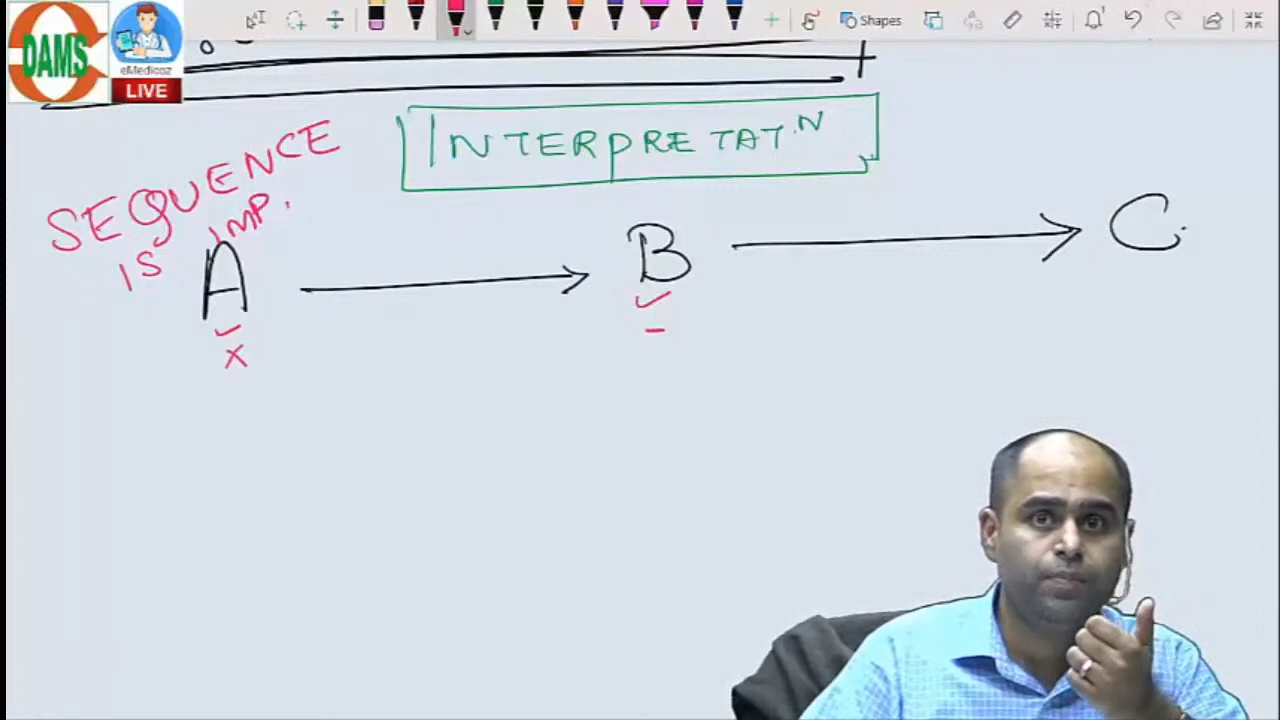 DAMS
eMedicoz
LIVE
Shapes
INTERPRETAT.N
SEQUENCE
IS IMP.
A B C